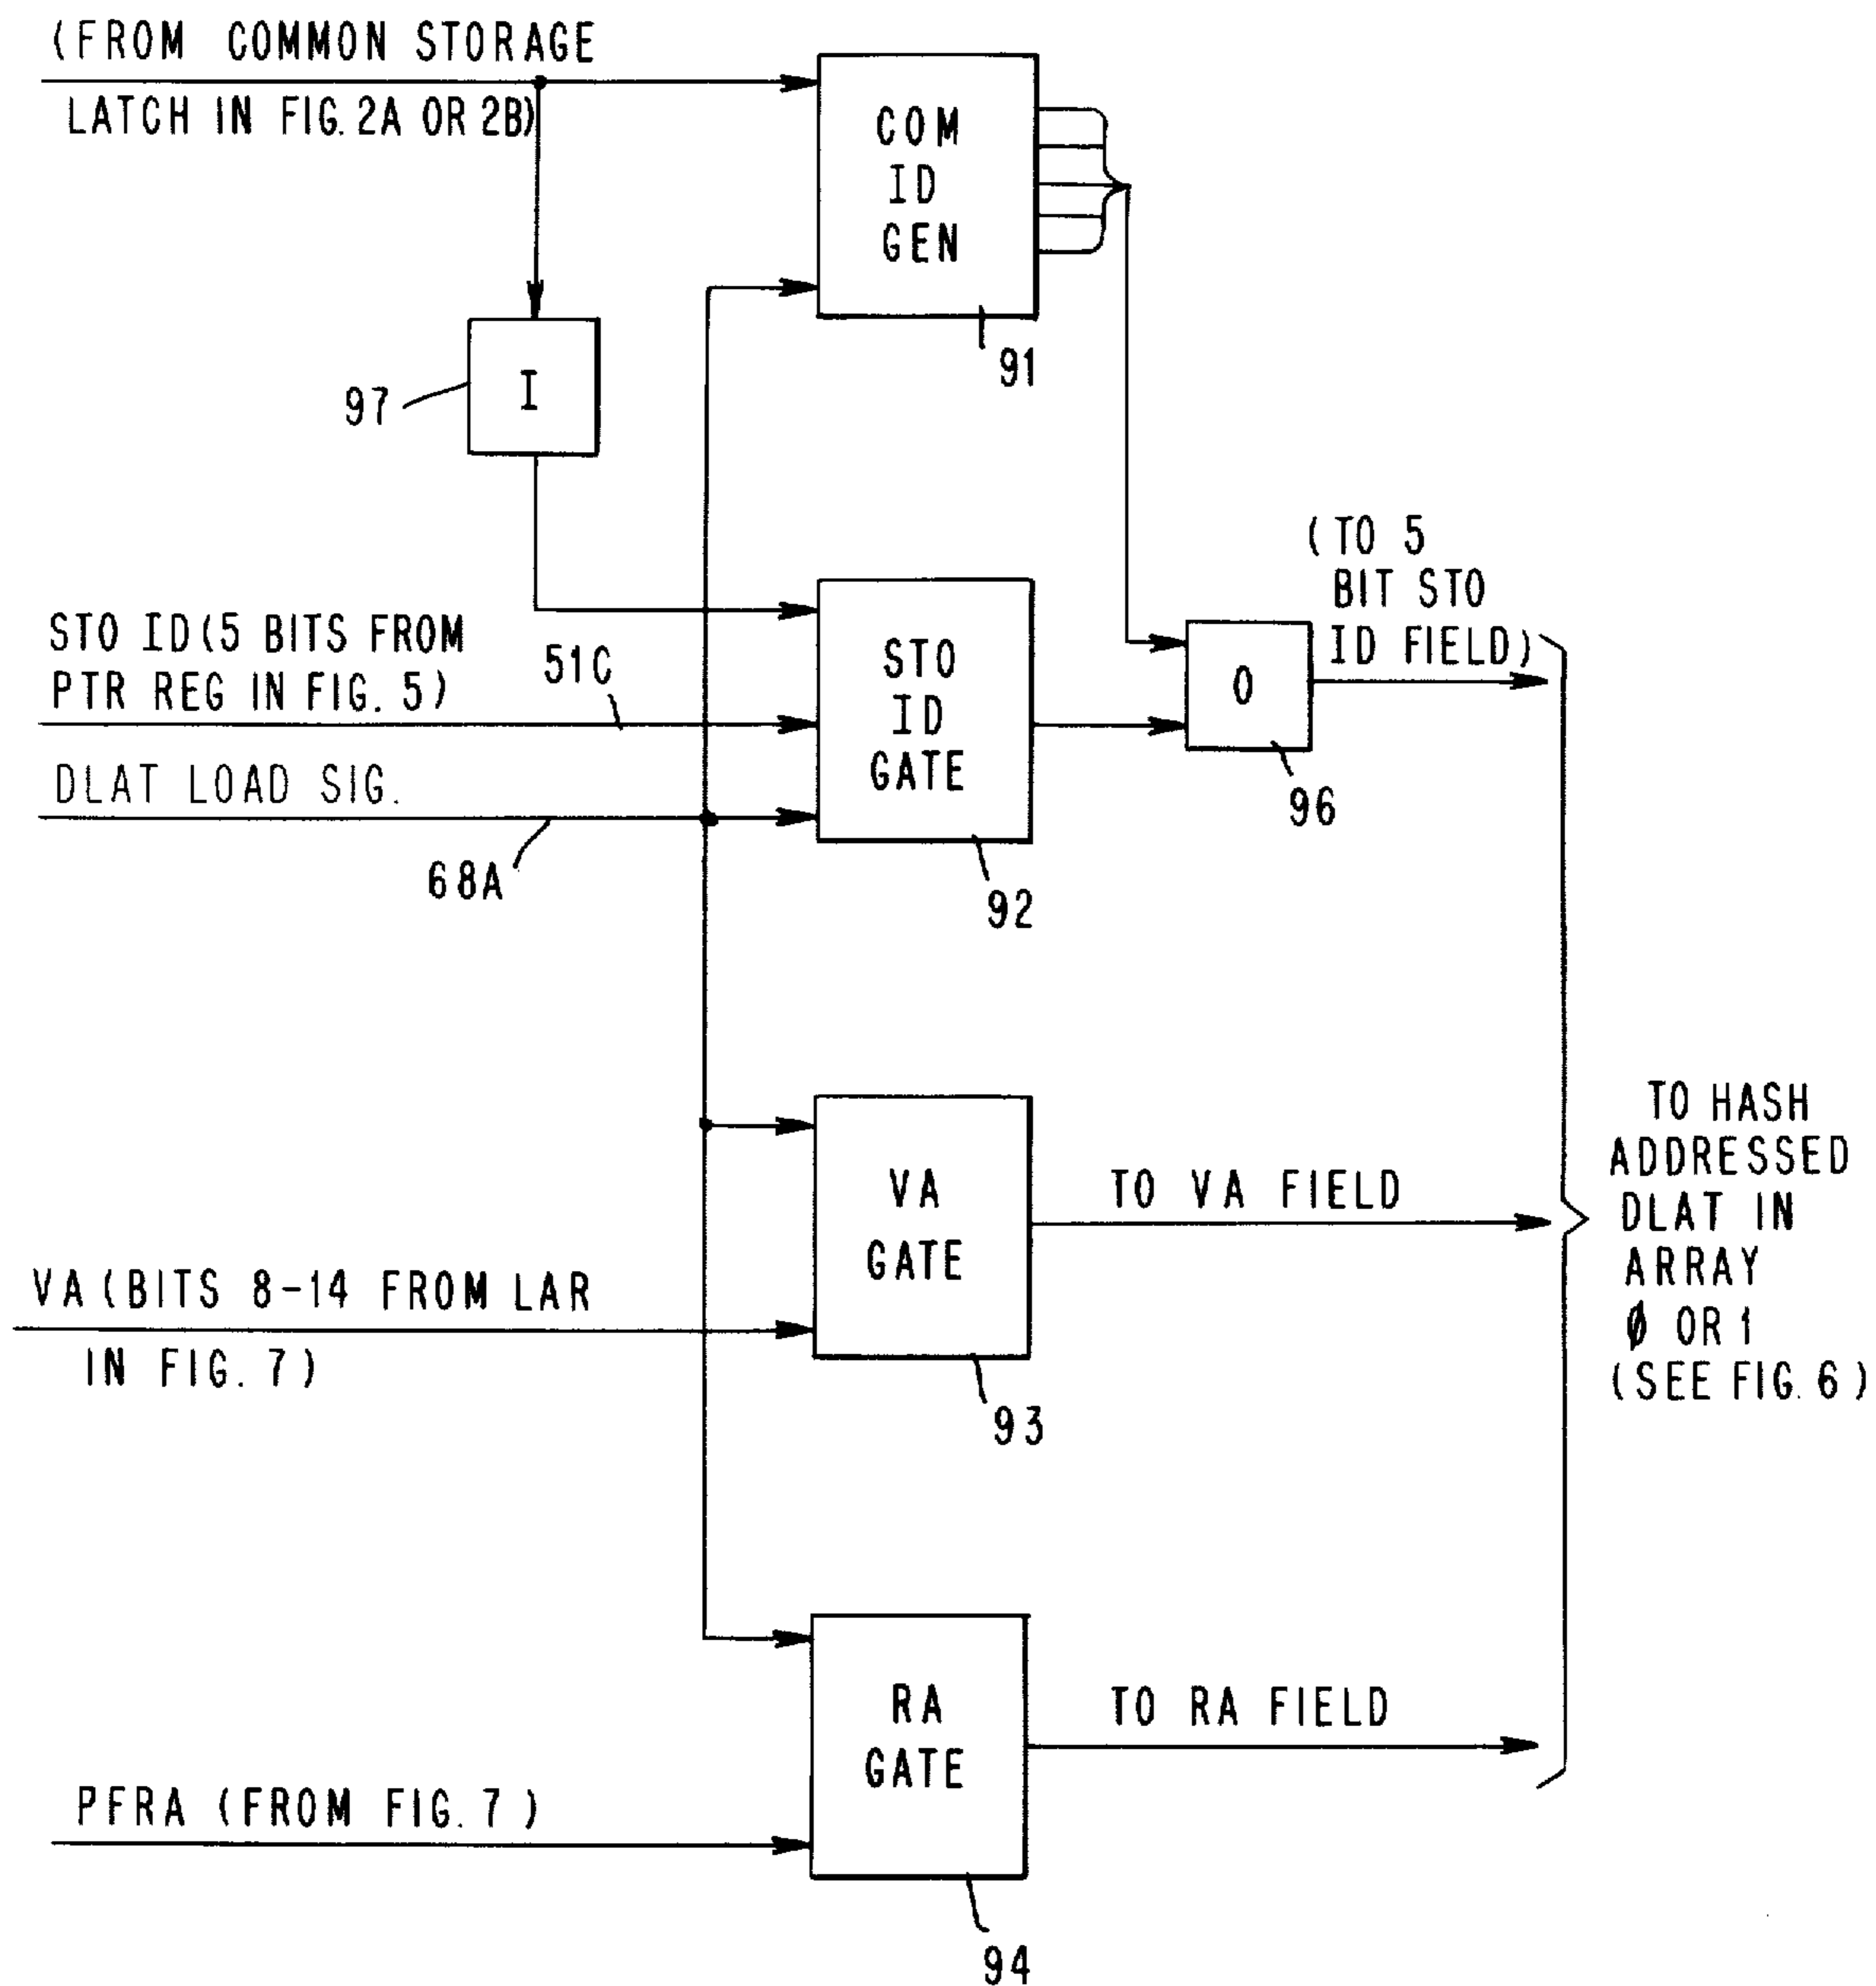 (FROM COMMON STORAGE
LATCH IN FIG. 2A OR 2B)
COM
ID
GEN
91
I
97
STO ID (5 BITS FROM
PTR REG IN FIG. 5)
51C
DLAT LOAD SIG.
68A
STO
ID
GATE
92
O
96
(TO 5
BIT STO
ID FIELD)
VA
GATE
93
TO VA FIELD
VA (BITS 8-14 FROM LAR
IN FIG. 7)
TO HASH
ADDRESSED
DLAT IN
ARRAY
Ø OR 1
(SEE FIG. 6)
RA
GATE
94
TO RA FIELD
PFRA (FROM FIG. 7)